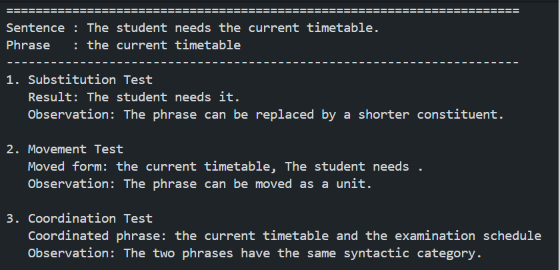 ======================================================================
Sentence : The student needs the current timetable.
Phrase   : the current timetable
----------------------------------------------------------------------
1. Substitution Test
   Result: The student needs it.
   Observation: The phrase can be replaced by a shorter constituent.

2. Movement Test
   Moved form: the current timetable, The student needs .
   Observation: The phrase can be moved as a unit.

3. Coordination Test
   Coordinated phrase: the current timetable and the examination schedule
   Observation: The two phrases have the same syntactic category.